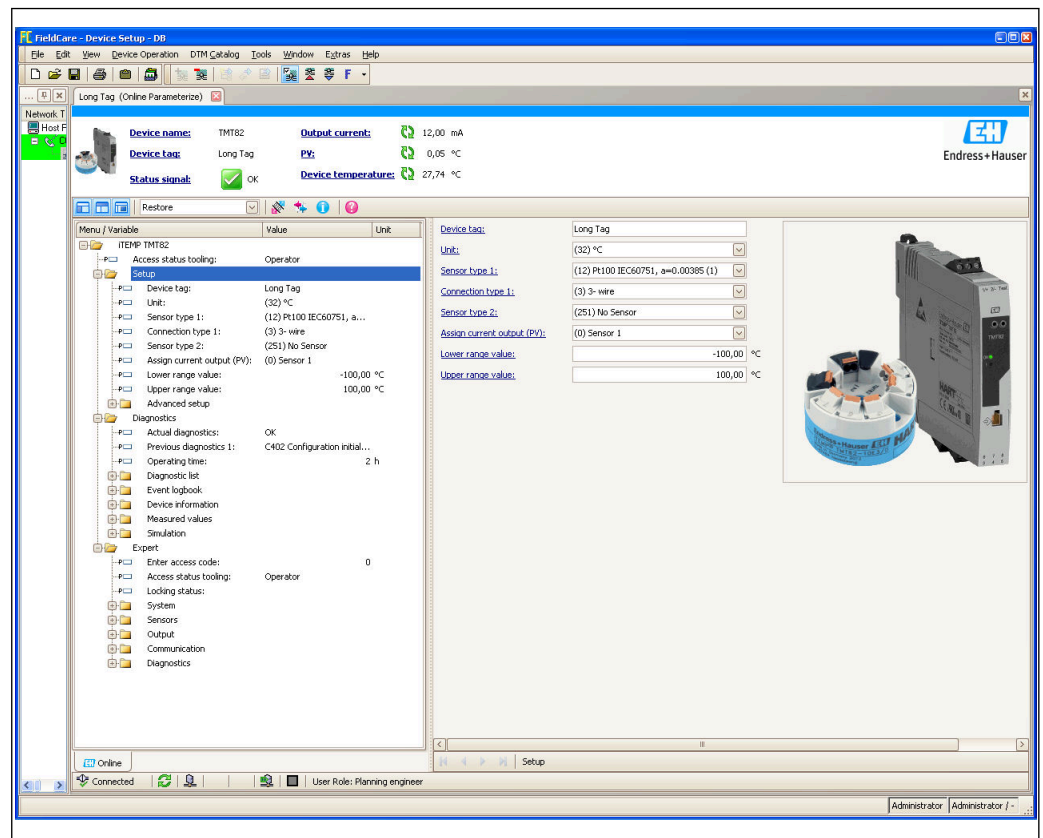 FieldCare - Device Setup - DB
File Edit View Device Operation DTM Catalog Tools Window Extras Help
F
... Long Tag (Online Parameterize)
Network T
Host F
D
Device name: TMT82 Output current: 12,00 mA
Device tag: Long Tag PV: 0,05 °C
Status signal: OK Device temperature: 27,74 °C
EH
Endress+Hauser
Restore
Menu / Variable Value Unit
iTEMP TMT82
Access status tooling: Operator
Setup
Device tag: Long Tag
Unit: (32) °C
Sensor type 1: (12) Pt100 IEC60751, a...
Connection type 1: (3) 3- wire
Sensor type 2: (251) No Sensor
Assign current output (PV): (0) Sensor 1
Lower range value: -100,00 °C
Upper range value: 100,00 °C
Advanced setup
Diagnostics
Actual diagnostics: OK
Previous diagnostics 1: C402 Configuration initial...
Operating time: 2 h
Diagnostic list
Event logbook
Device information
Measured values
Simulation
Expert
Enter access code: 0
Access status tooling: Operator
Locking status:
System
Sensors
Output
Communication
Diagnostics
Device tag: Long Tag
Unit: (32) °C
Sensor type 1: (12) Pt100 IEC60751, a=0.00385 (1)
Connection type 1: (3) 3- wire
Sensor type 2: (251) No Sensor
Assign current output (PV): (0) Sensor 1
Lower range value: -100,00 °C
Upper range value: 100,00 °C
TMT82
HART
Endress+Hauser EH
HART
Online
Setup
Connected User Role: Planning engineer
Administrator Administrator / -